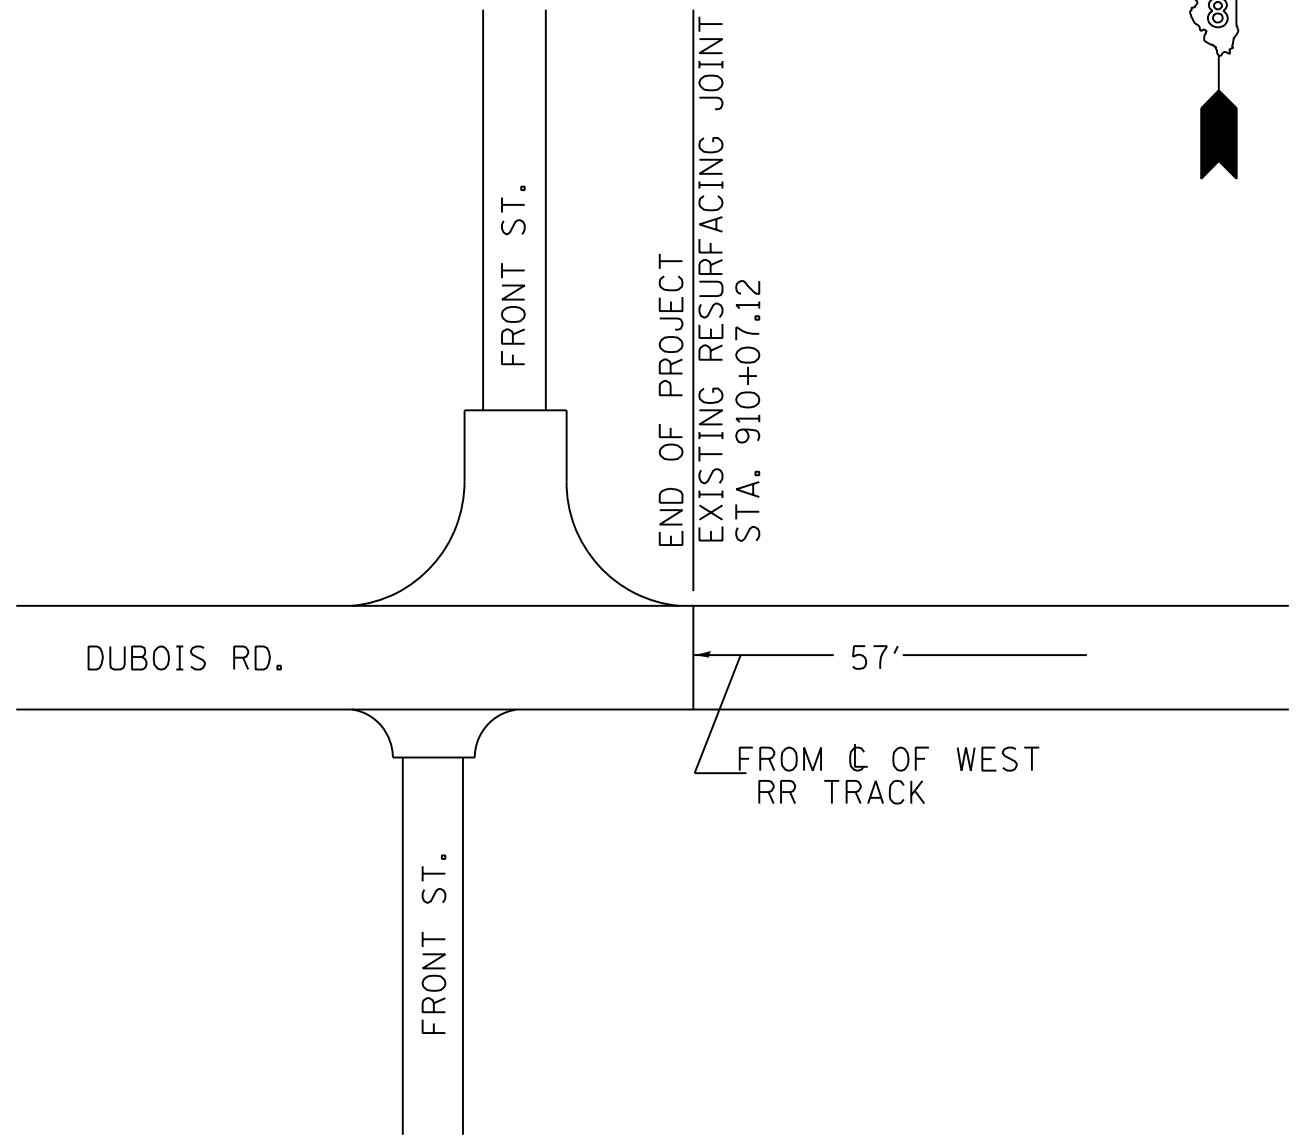 8
FRONT ST.
END OF PROJECT
EXISTING RESURFACING JOINT
STA. 910+07.12
DUBOIS RD.
57'
FROM ℄ OF WEST
RR TRACK
FRONT ST.